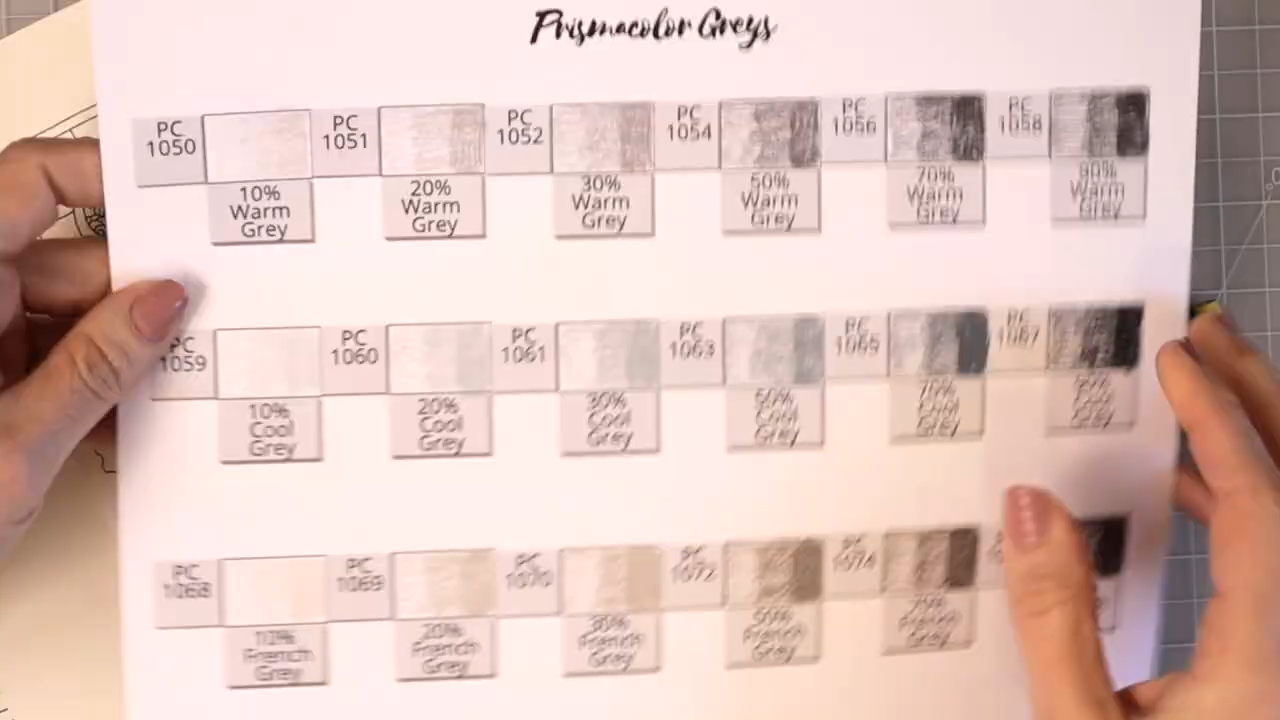 Prismacolor Greys
PC 1050
10% Warm Grey
PC 1051
20% Warm Grey
PC 1052
30% Warm Grey
PC 1054
50% Warm Grey
PC 1056
70% Warm Grey
PC 1058
90% Warm Grey
PC 1059
10% Cool Grey
PC 1060
20% Cool Grey
PC 1061
30% Cool Grey
PC 1063
50% Cool Grey
PC 1065
70% Cool Grey
PC 1067
90% Cool Grey
PC 1068
10% French Grey
PC 1069
20% French Grey
PC 1070
30% French Grey
PC 1072
50% French Grey
PC 1074
70% French Grey